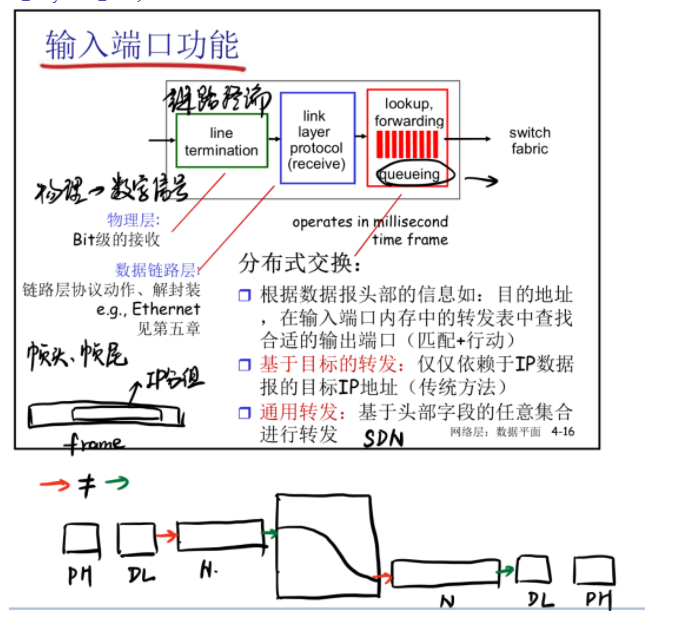 输入端口功能
链路终端
line
termination
link
layer
protocol
(receive)
lookup,
forwarding
queueing
switch
fabric
物理→数字信号
物理层:
Bit级的接收
数据链路层:
链路层协议动作、解封装
e.g., Ethernet
见第五章
operates in millisecond
time frame
分布式交换:
根据数据报头部的信息如：目的地址
，在输入端口内存中的转发表中查找
合适的输出端口（匹配+行动）
基于目标的转发：仅仅依赖于IP数据
报的目标IP地址（传统方法）
通用转发：基于头部字段的任意集合
进行转发
SDN
网络层：数据平面 4-16
帧头、帧尾
IP分组
frame
→ ≠ →
PH DL N.
N DL PH